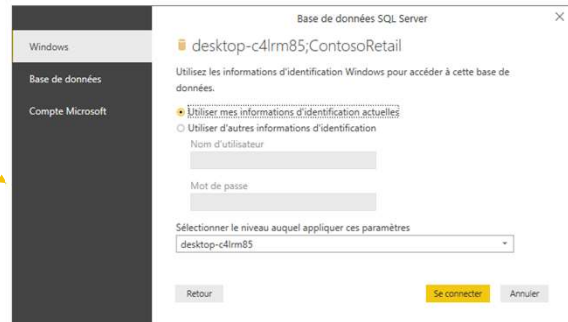 Base de données SQL Server
Windows
Base de données
Compte Microsoft
desktop-c4lrm85;ContosoRetail
Utilisez les informations d'identification Windows pour accéder à cette base de
données.
Utiliser mes informations d'identification actuelles
Utiliser d'autres informations d'identification
Nom d'utilisateur
Mot de passe
Sélectionner le niveau auquel appliquer ces paramètres
desktop-c4lrm85
Retour
Se connecter
Annuler